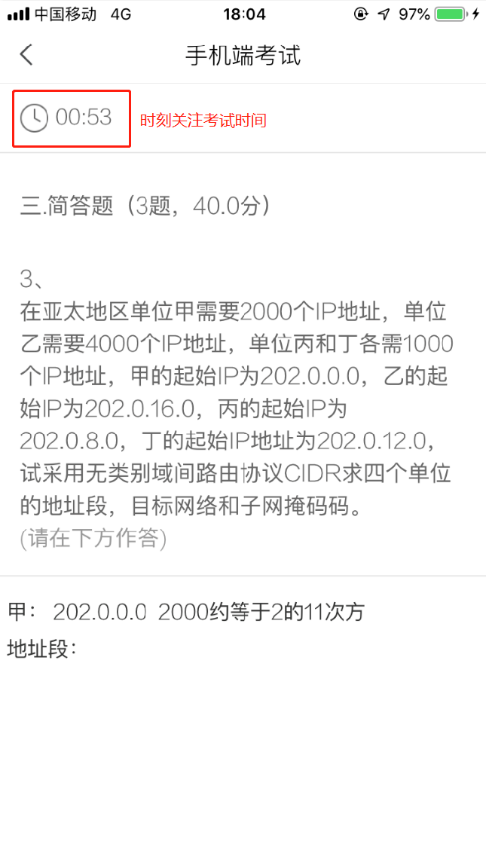 中国移动 4G 18:04 97%
手机端考试
00:53 时刻关注考试时间
三.简答题（3题，40.0分）
3、
在亚太地区单位甲需要2000个IP地址，单位
乙需要4000个IP地址，单位丙和丁各需1000
个IP地址，甲的起始IP为202.0.0.0，乙的起
始IP为202.0.16.0，丙的起始IP为
202.0.8.0，丁的起始IP地址为202.0.12.0，
试采用无类别域间路由协议CIDR求四个单位
的地址段，目标网络和子网掩码码。
(请在下方作答)
甲： 202.0.0.0 2000约等于2的11次方
地址段：